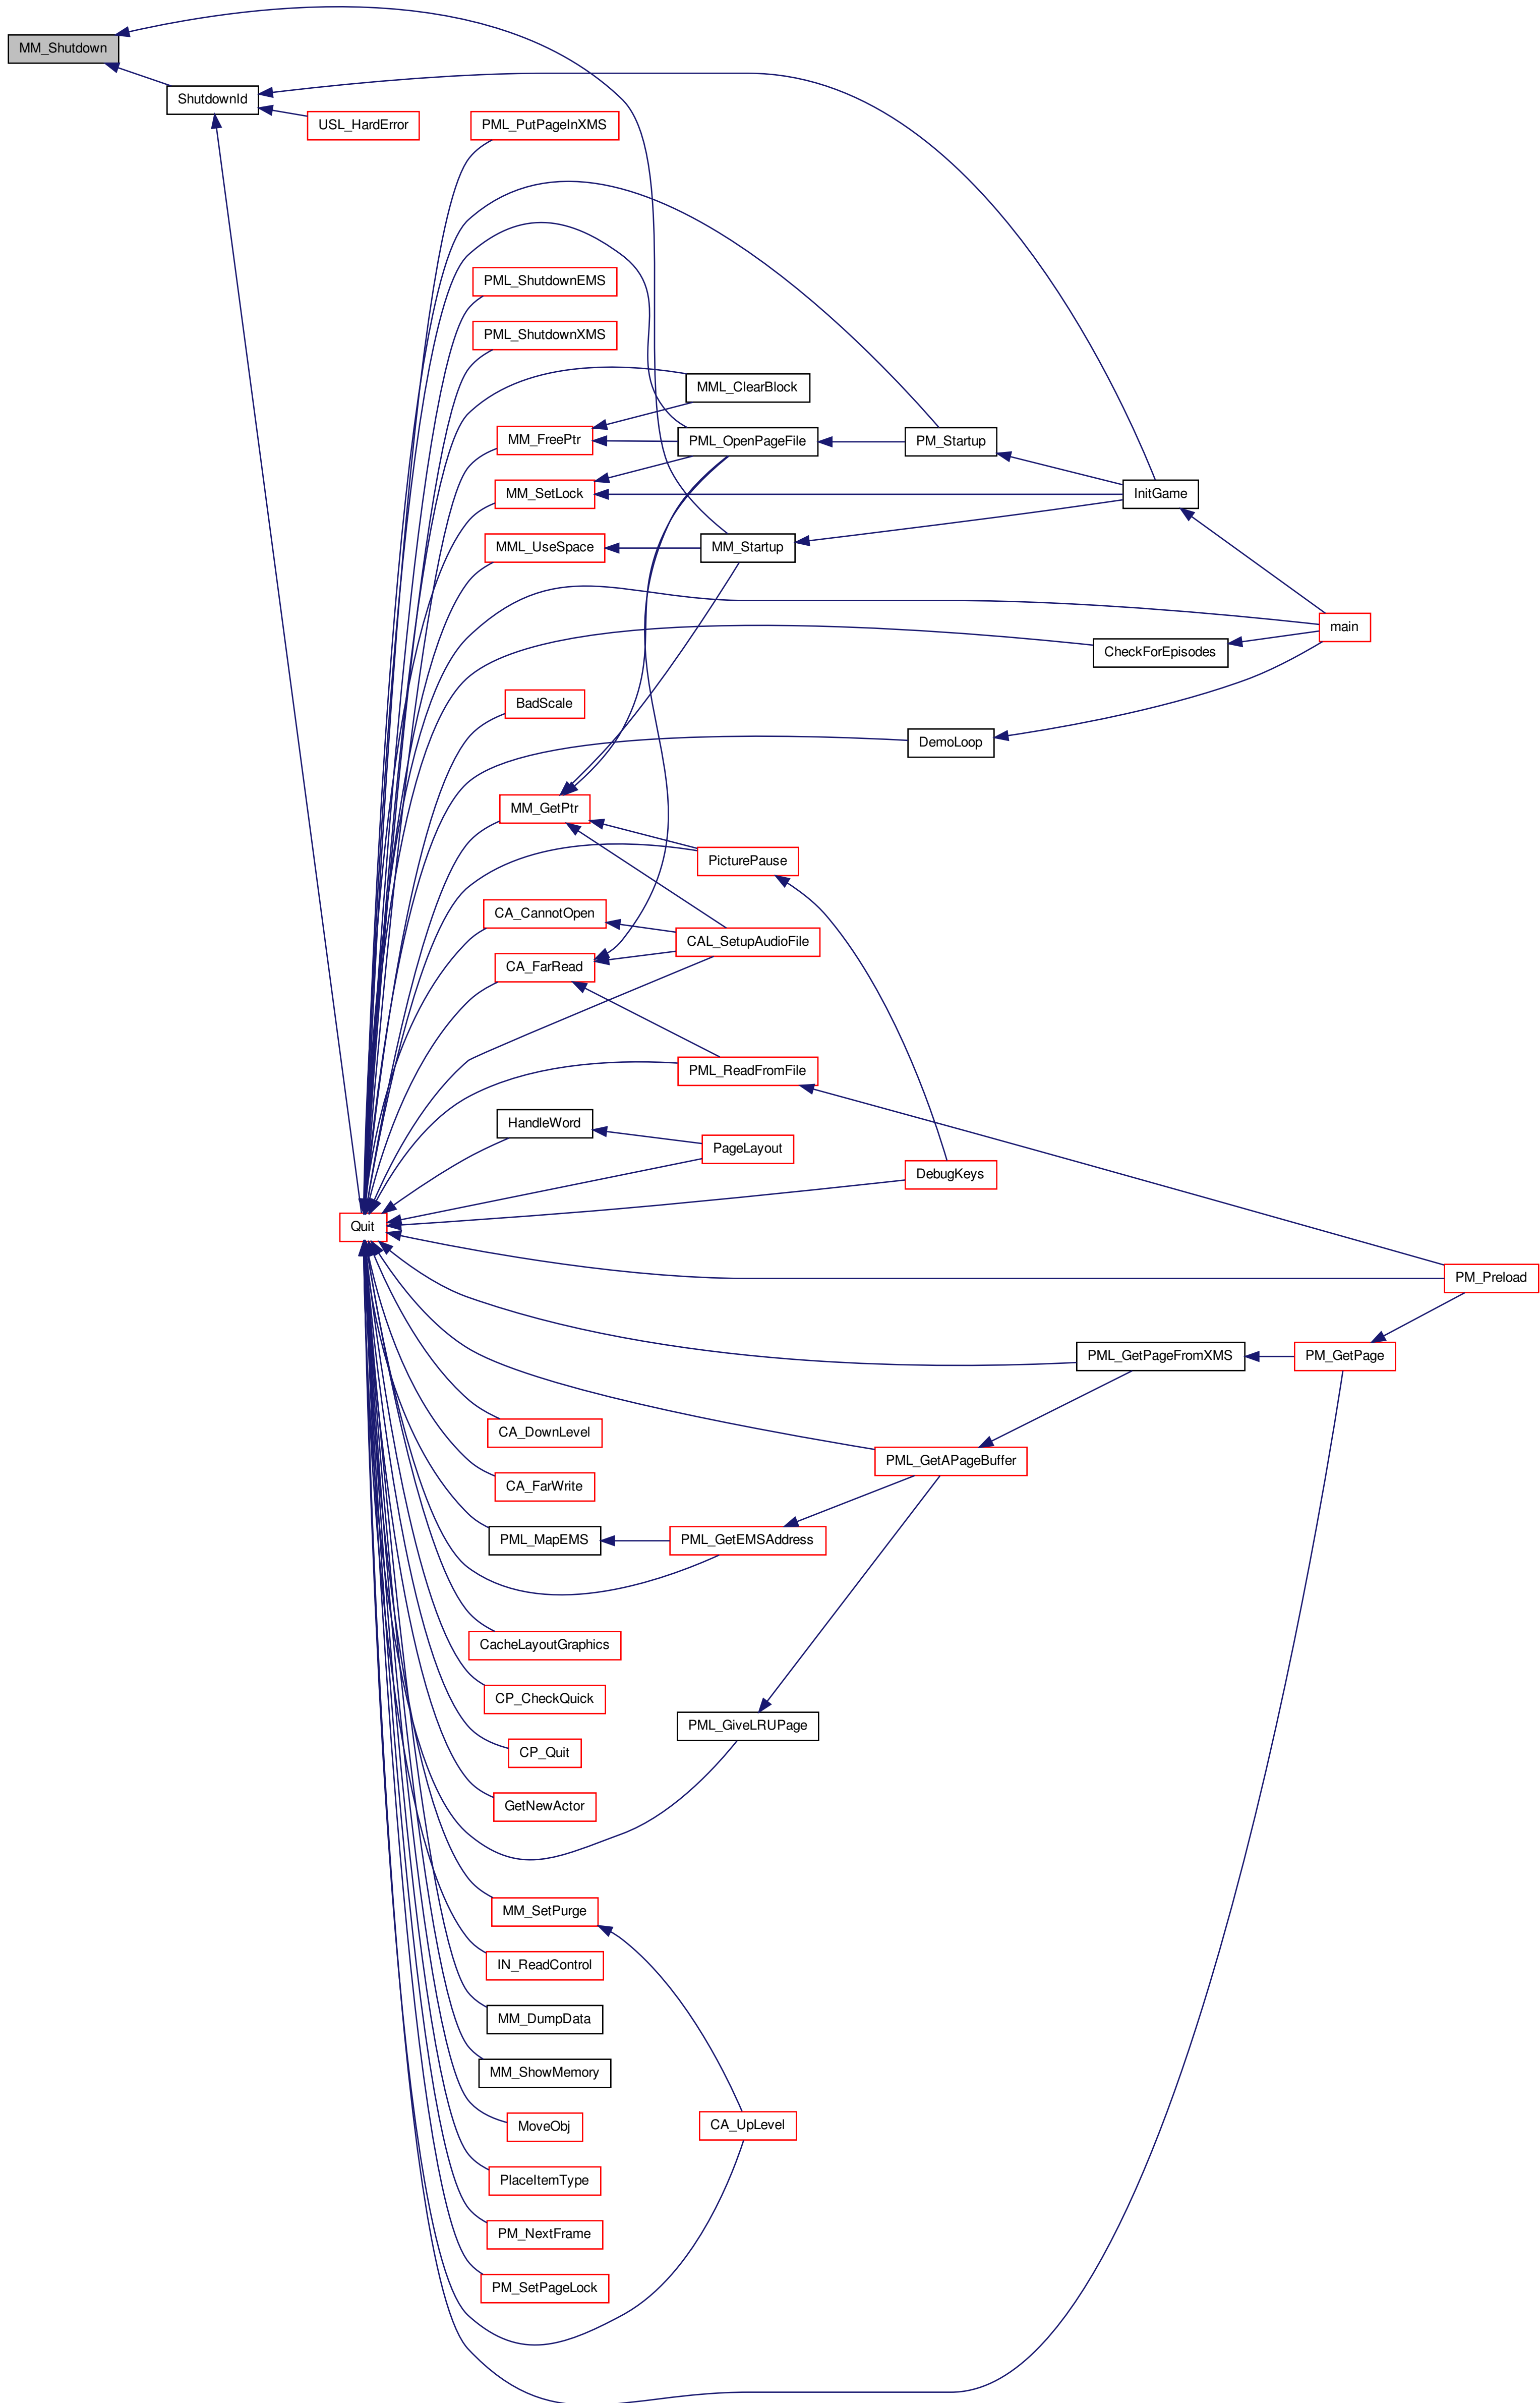 MM_Shutdown
ShutdownId
USL_HardError
PML_PutPageInXMS
PML_ShutdownEMS
PML_ShutdownXMS
MML_ClearBlock
MM_FreePtr
PML_OpenPageFile
PM_Startup
MM_SetLock
InitGame
MML_UseSpace
MM_Startup
main
CheckForEpisodes
BadScale
DemoLoop
MM_GetPtr
PicturePause
CA_CannotOpen
CAL_SetupAudioFile
CA_FarRead
PML_ReadFromFile
HandleWord
PageLayout
DebugKeys
Quit
PM_Preload
PML_GetPageFromXMS
PM_GetPage
CA_DownLevel
PML_GetAPageBuffer
CA_FarWrite
PML_MapEMS
PML_GetEMSAddress
CacheLayoutGraphics
CP_CheckQuick
PML_GiveLRUPage
CP_Quit
GetNewActor
MM_SetPurge
IN_ReadControl
MM_DumpData
MM_ShowMemory
MoveObj
CA_UpLevel
PlaceItemType
PM_NextFrame
PM_SetPageLock